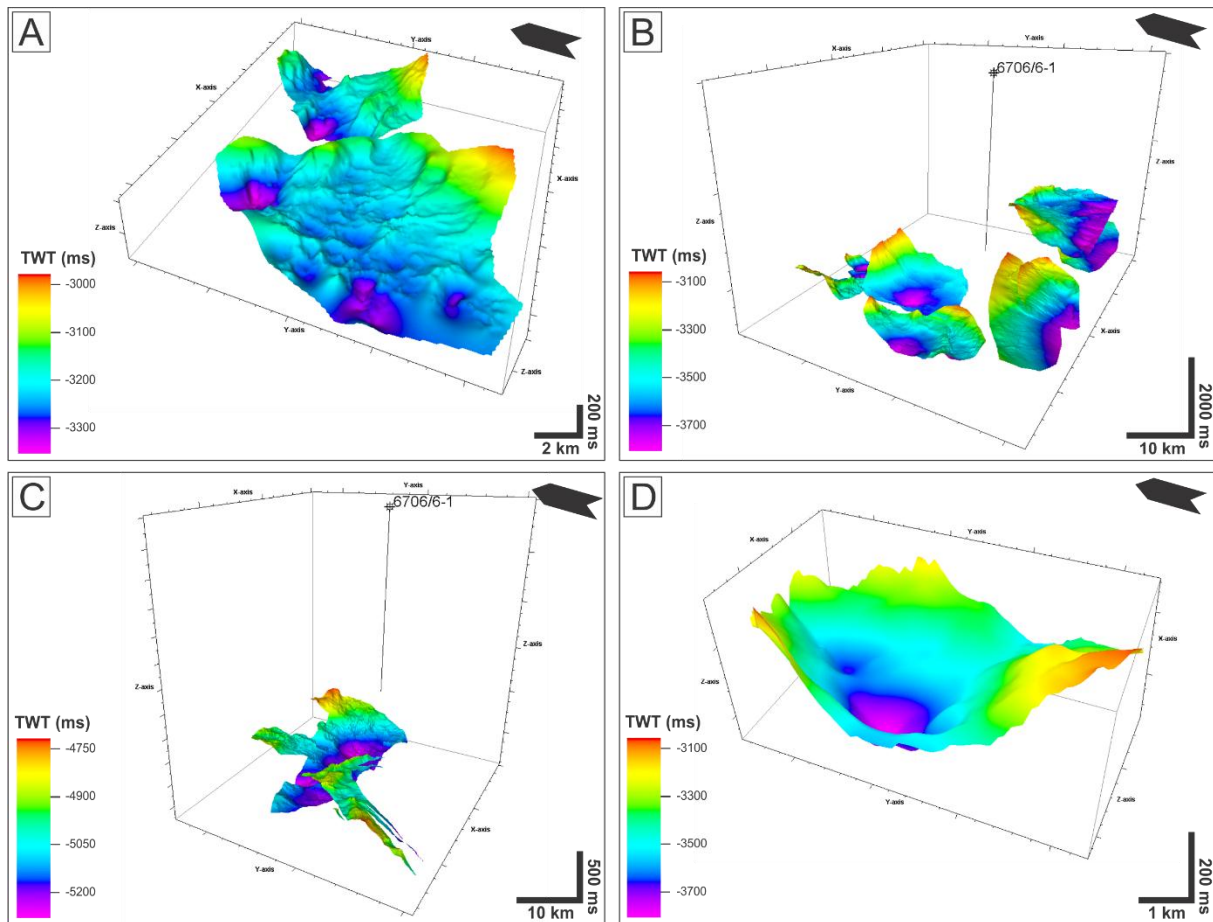 A
Y-axis
X-axis
X-axis
Z-axis
Z-axis
Y-axis
TWT (ms)
-3000
-3100
-3200
-3300
200 ms
2 km
B
Y-axis
X-axis
6706/6-1
Z-axis
Z-axis
X-axis
Y-axis
TWT (ms)
-3100
-3300
-3500
-3700
2000 ms
10 km
C
X-axis
Y-axis
6706/6-1
Z-axis
Z-axis
X-axis
Y-axis
TWT (ms)
-4750
-4900
-5050
-5200
500 ms
10 km
D
Y-axis
X-axis
X-axis
Z-axis
Z-axis
Y-axis
TWT (ms)
-3100
-3300
-3500
-3700
200 ms
1 km